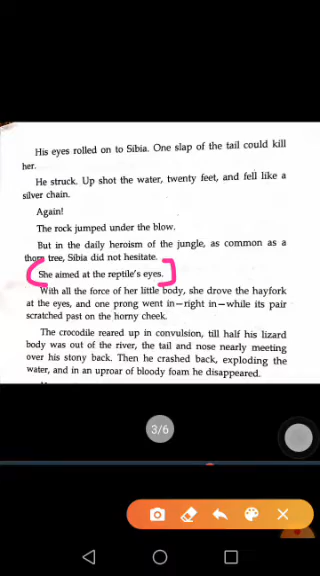 His eyes rolled on to Sibia. One slap of the tail could kill
her.
He struck. Up shot the water, twenty feet, and fell like a
silver chain.
Again!
The rock jumped under the blow.
But in the daily heroism of the jungle, as common as a
thorn tree, Sibia did not hesitate.
She aimed at the reptile's eyes.
With all the force of her little body, she drove the hayfork
at the eyes, and one prong went in—right in—while its pair
scratched past on the horny cheek.
The crocodile reared up in convulsion, till half his lizard
body was out of the river, the tail and nose nearly meeting
over his stony back. Then he crashed back, exploding the
water, and in an uproar of bloody foam he disappeared.
3/6